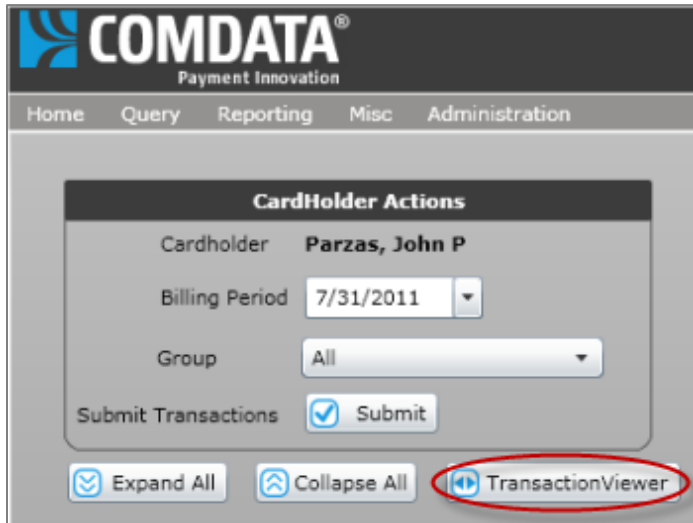 COMDATA®
Payment Innovation
Home Query Reporting Misc Administration
CardHolder Actions
Cardholder Parzas, John P
Billing Period 7/31/2011
Group All
Submit Transactions Submit
Expand All Collapse All TransactionViewer